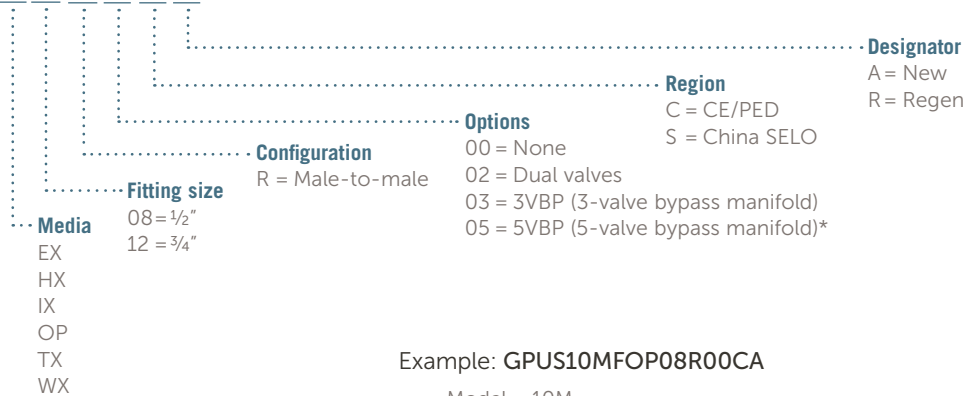 Designator
A = New
R = Regen
Region
C = CE/PED
S = China SELO
Options
00 = None
02 = Dual valves
03 = 3VBP (3-valve bypass manifold)
05 = 5VBP (5-valve bypass manifold)*
Configuration
R = Male-to-male
Fitting size
08=½"
12 =¾"
Media
EX
HX
IX
OP
TX
WX
Example: GPUS10MFOP08R00CA
Model = 10M